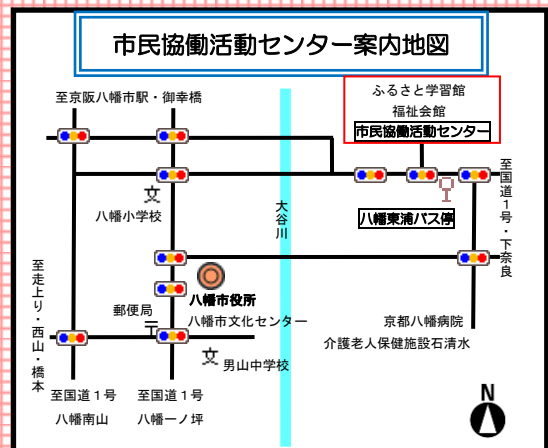 市民協働活動センター案内地図
至京阪八幡市駅・御幸橋
ふるさと学習館
福祉会館
市民協働活動センター
至国道1号・下奈良
文
八幡小学校
大谷川
八幡東浦バス停
至走上り・西山・橋本
八幡市役所
郵便局
〒
八幡市文化センター
京都八幡病院
介護老人保健施設石清水
文
男山中学校
至国道1号
八幡南山
至国道1号
八幡一ノ坪
N